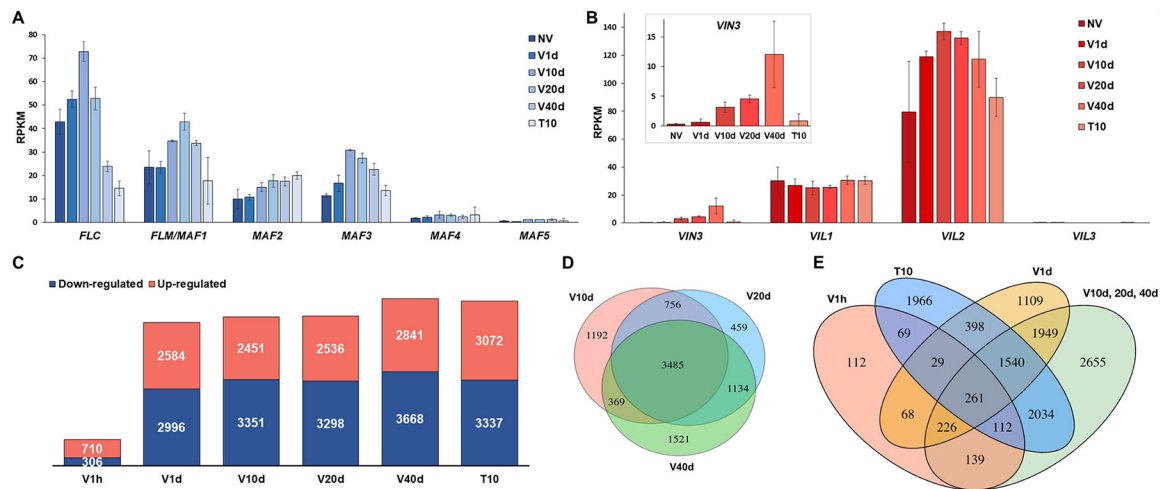 A
RPKM
80
70
60
50
40
30
20
10
0
FLC
FLM/MAF1
MAF2
MAF3
MAF4
MAF5
NV
V1d
V10d
V20d
V40d
T10
B
RPKM
140
120
100
80
60
40
20
0
VIN3
15
10
5
0
NV V1d V10d V20d V40d T10
VIN3
VIL1
VIL2
VIL3
NV
V1d
V10d
V20d
V40d
T10
C
Down-regulated Up-regulated
710 2584 2451 2536 2841 3072
306 2996 3351 3298 3668 3337
V1h V1d V10d V20d V40d T10
D
V10d
V20d
V40d
756
1192
459
3485
369
1134
1521
E
T10
V1d
V1h
V10d, 20d, 40d
1966
1109
69
398
1949
112
29
1540
2655
261
68
226
112
2034
139